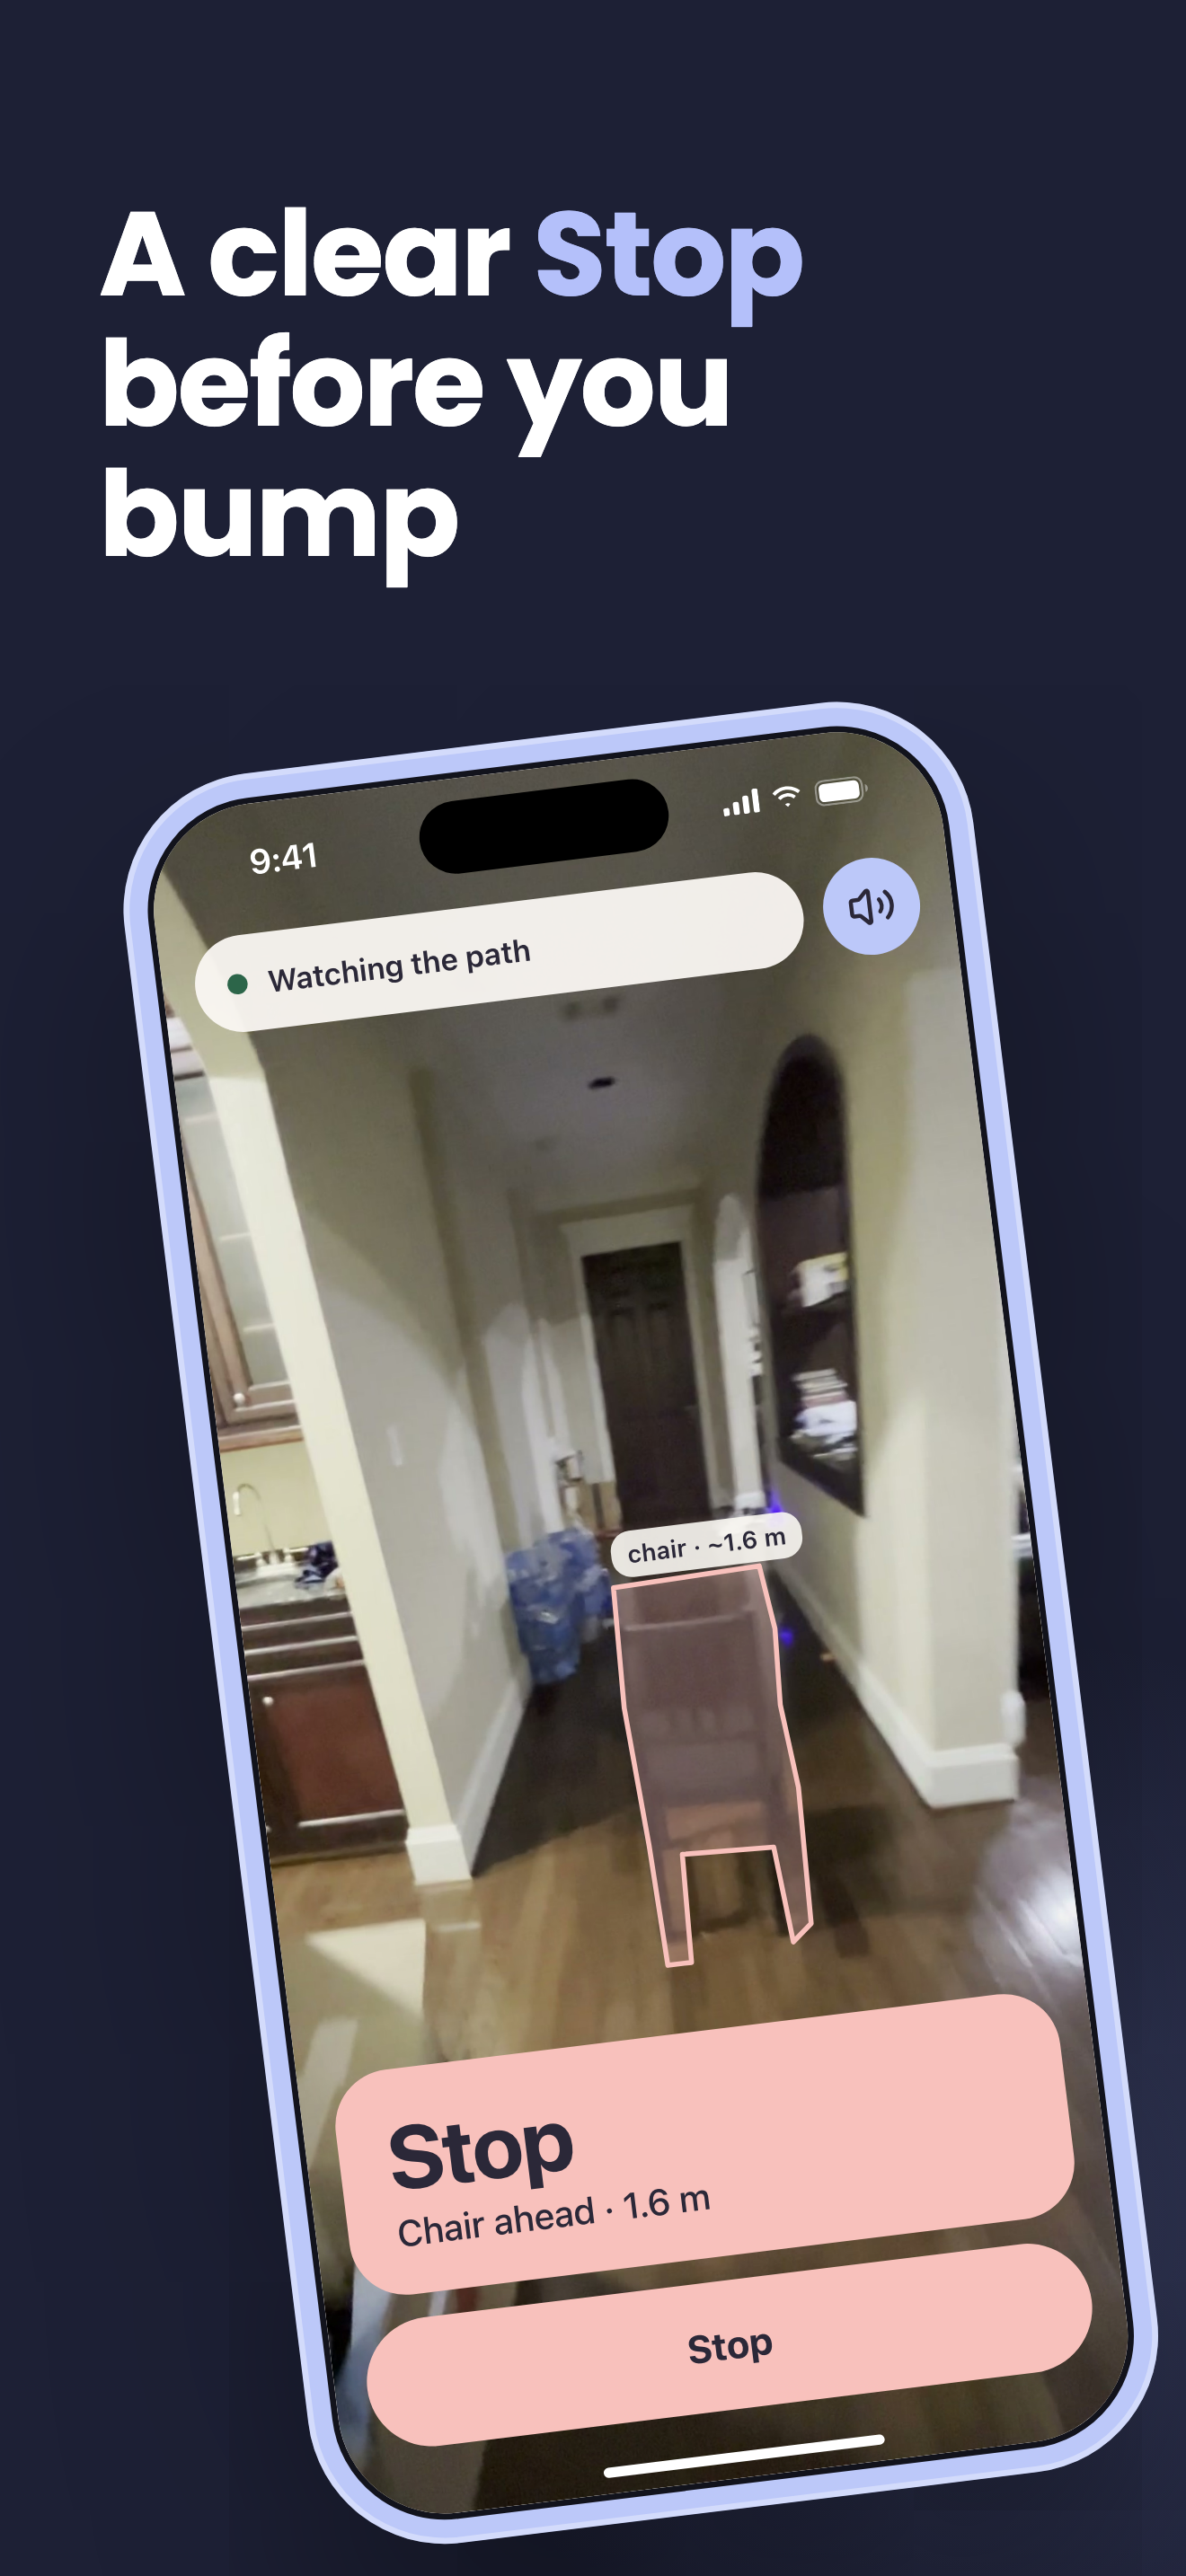 A clear Stop
before you
bump
9:41
Watching the path
chair · ~1.6 m
Stop
Chair ahead · 1.6 m
Stop